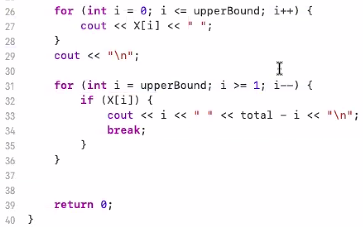 26 for (int i = 0; i <= upperBound; i++) {
27 cout << X[i] << " ";
28 }
29 cout << "\n";
30
31 for (int i = upperBound; i >= 1; i--) {
32 if (X[i]) {
33 cout << i << " " << total - i << "\n";
34 break;
35 }
36 }
37
38
39 return 0;
40 }